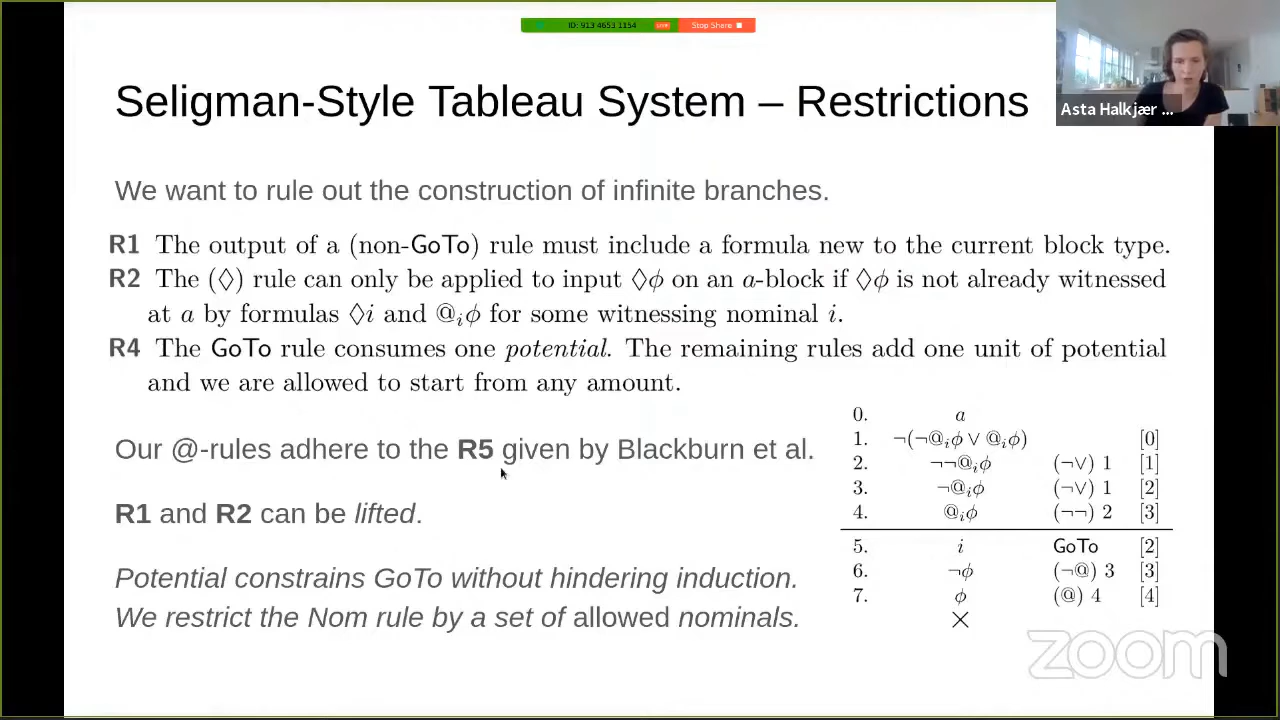 ID: 913 4653 1154 LIVE Stop Share
Asta Halkjær ...
Seligman-Style Tableau System – Restrictions
We want to rule out the construction of infinite branches.
R1 The output of a (non-GoTo) rule must include a formula new to the current block type.
R2 The (◊) rule can only be applied to input ◊ϕ on an a-block if ◊ϕ is not already witnessed
at a by formulas ◊i and @ᵢϕ for some witnessing nominal i.
R4 The GoTo rule consumes one potential. The remaining rules add one unit of potential
and we are allowed to start from any amount.
Our @-rules adhere to the R5 given by Blackburn et al.
R1 and R2 can be lifted.
Potential constrains GoTo without hindering induction.
We restrict the Nom rule by a set of allowed nominals.
0. a
1. ¬(¬@ᵢϕ ∨ @ᵢϕ) [0]
2. ¬¬@ᵢϕ (¬∨) 1 [1]
3. ¬@ᵢϕ (¬∨) 1 [2]
4. @ᵢϕ (¬¬) 2 [3]
5. i GoTo [2]
6. ¬ϕ (¬@) 3 [3]
7. ϕ (@) 4 [4]
×
zoom